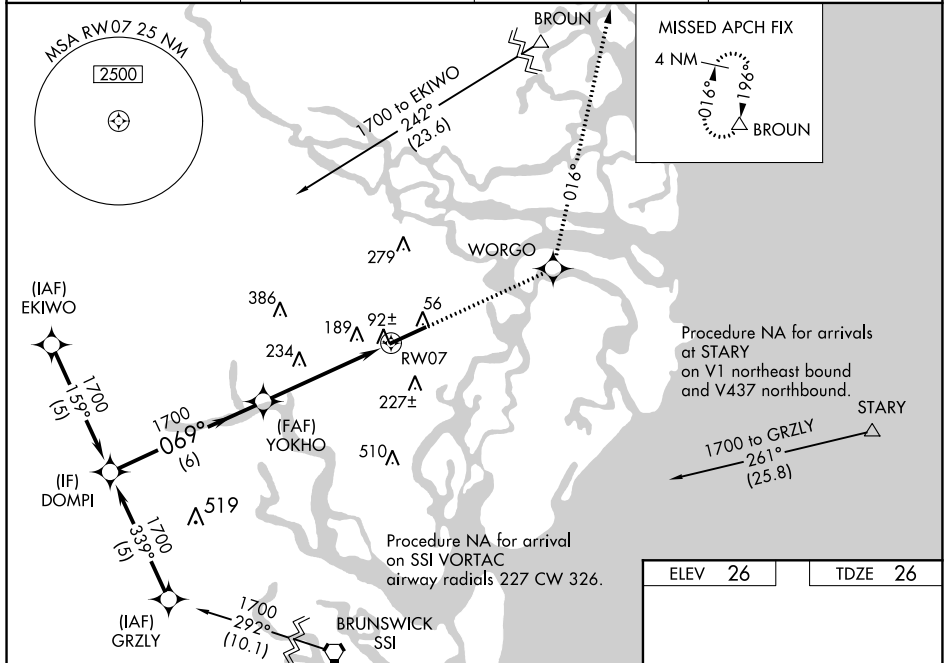 MSA RW07 25 NM
2500
BROUN
1700 to EKIWO
242°
(23.6)
MISSED APCH FIX
4 NM
016°
196°
BROUN
016°
WORGO
279
386
189
92±
56
234
RW07
227±
(IAF)
EKIWO
1700
159°
(5)
1700
069°
(6)
(FAF)
YOKHO
(IF)
DOMPI
510
519
Procedure NA for arrivals
at STARY
on V1 northeast bound
and V437 northbound.
STARY
1700 to GRZLY
261°
(25.8)
1700
339°
(5)
Procedure NA for arrival
on SSI VORTAC
airway radials 227 CW 326.
(IAF)
GRZLY
1700
292°
(10.1)
BRUNSWICK
SSI
ELEV 26
TDZE 26